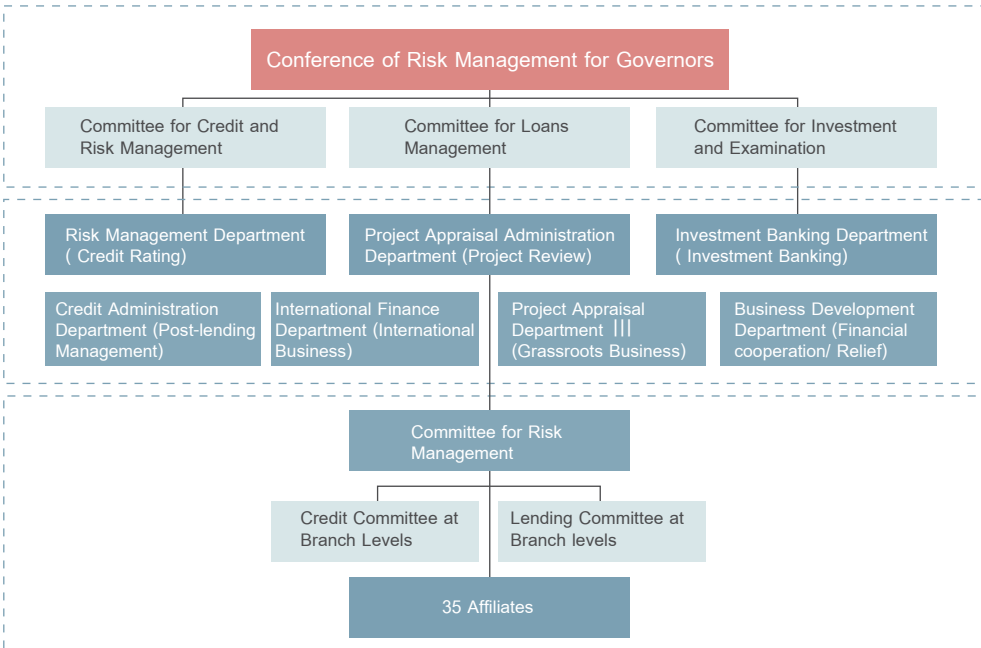 Conference of Risk Management for Governors
Committee for Credit and
Risk Management
Committee for Loans
Management
Committee for Investment
and Examination
Risk Management Department
( Credit Rating)
Project Appraisal Administration
Department (Project Review)
Investment Banking Department
( Investment Banking)
Credit Administration
Department (Post-lending
Management)
International Finance
Department (International
Business)
Project Appraisal
Department |||
(Grassroots Business)
Business Development
Department (Financial
cooperation/ Relief)
Committee for Risk
Management
Credit Committee at
Branch Levels
Lending Committee at
Branch levels
35 Affiliates